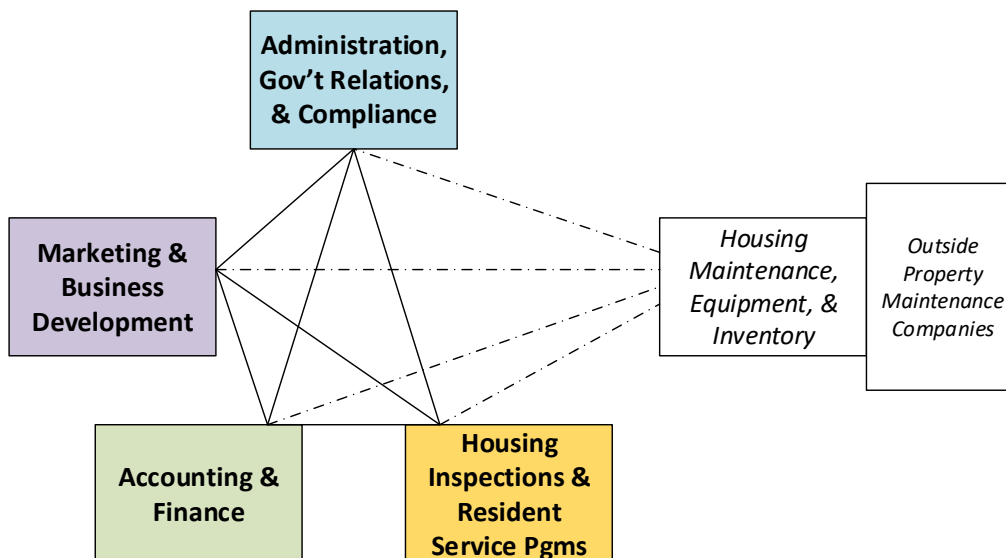 Administration,
Gov’t Relations,
& Compliance
Marketing &
Business
Development
Housing
Maintenance,
Equipment, &
Inventory
Outside
Property
Maintenance
Companies
Accounting &
Finance
Housing
Inspections &
Resident
Service Pgms